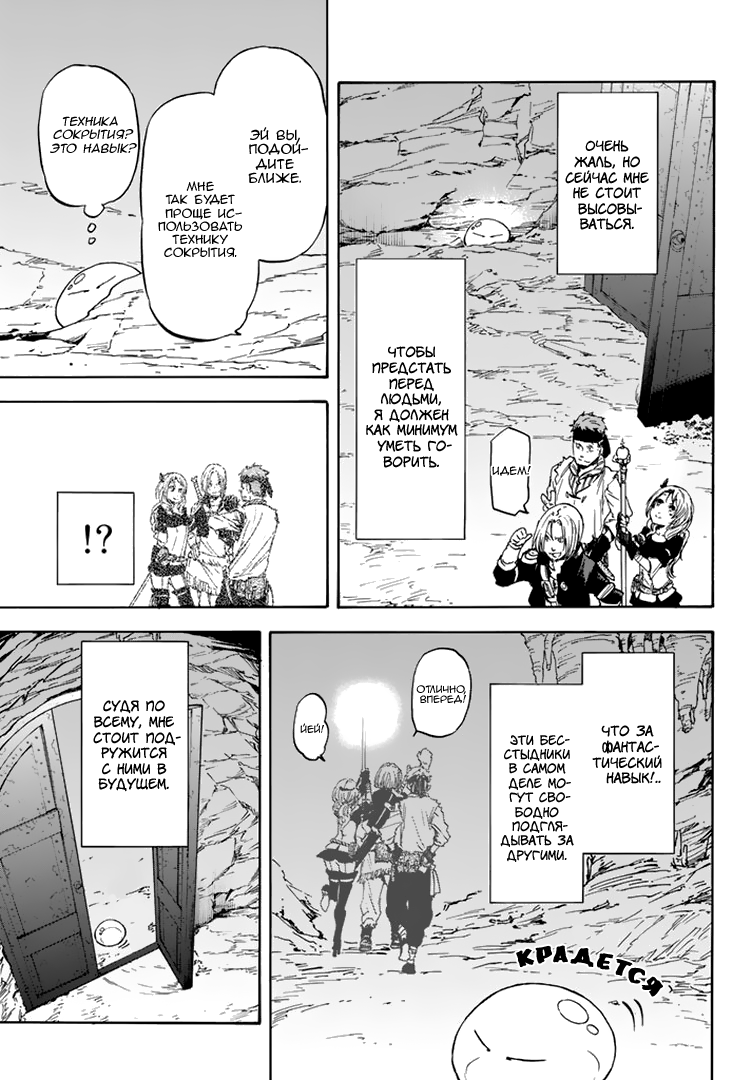 ОЧЕНЬ
ЖАЛЬ, НО
СЕЙЧАС МНЕ
НЕ СТОИТ
ВЫСОВЫ-
ВАТЬСЯ.
ЧТОБЫ
ПРЕДСТАТЬ
ПЕРЕД
ЛЮДЬМИ,
Я ДОЛЖЕН
КАК МИНИМУМ
УМЕТЬ ГО-
ВОРИТЬ.
ИДЕМ!
ЭЙ ВЫ,
ПОДОЙ-
ДИТЕ
БЛИЖЕ.
МНЕ
ТАК БУДЕТ
ПРОЩЕ ИС-
ПОЛЬЗОВАТЬ
ТЕХНИКУ
СОКРЫТИЯ.
ТЕХНИКА
СОКРЫТИЯ?
ЭТО НАВЫК?
!?
ЧТО ЗА
ФАНТАС-
ТИЧЕСКИЙ
НАВЫК!..
ЭТИ БЕС-
СТЫДНИКИ
В САМОМ
ДЕЛЕ МО-
ГУТ СВО-
БОДНО
ПОДГЛЯ-
ДЫВАТЬ ЗА
ДРУГИМИ.
ОТЛИЧНО,
ВПЕРЕД!
ЙЕЙ!
КРАДЕТСЯ
СУДЯ ПО
ВСЕМУ, МНЕ
СТОИТ ПОД-
РУЖИТСЯ
С НИМИ В
БУДУЩЕМ.